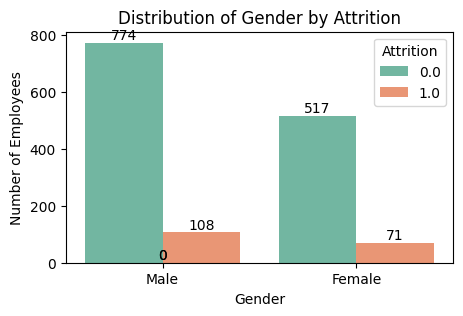 Distribution of Gender by Attrition
Number of Employees
800
600
400
200
0
774
108
0
517
71
Attrition
0.0
1.0
Male
Female
Gender